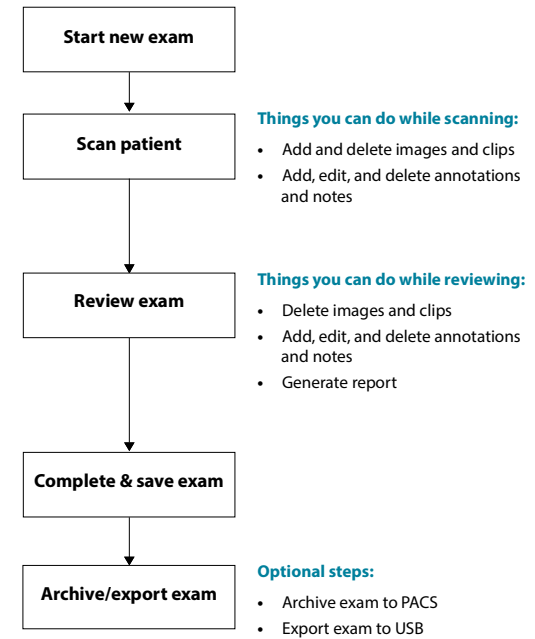 Start new exam
Scan patient
Things you can do while scanning:
• Add and delete images and clips
• Add, edit, and delete annotations
and notes
Review exam
Things you can do while reviewing:
• Delete images and clips
• Add, edit, and delete annotations
and notes
• Generate report
Complete & save exam
Archive/export exam
Optional steps:
• Archive exam to PACS
• Export exam to USB